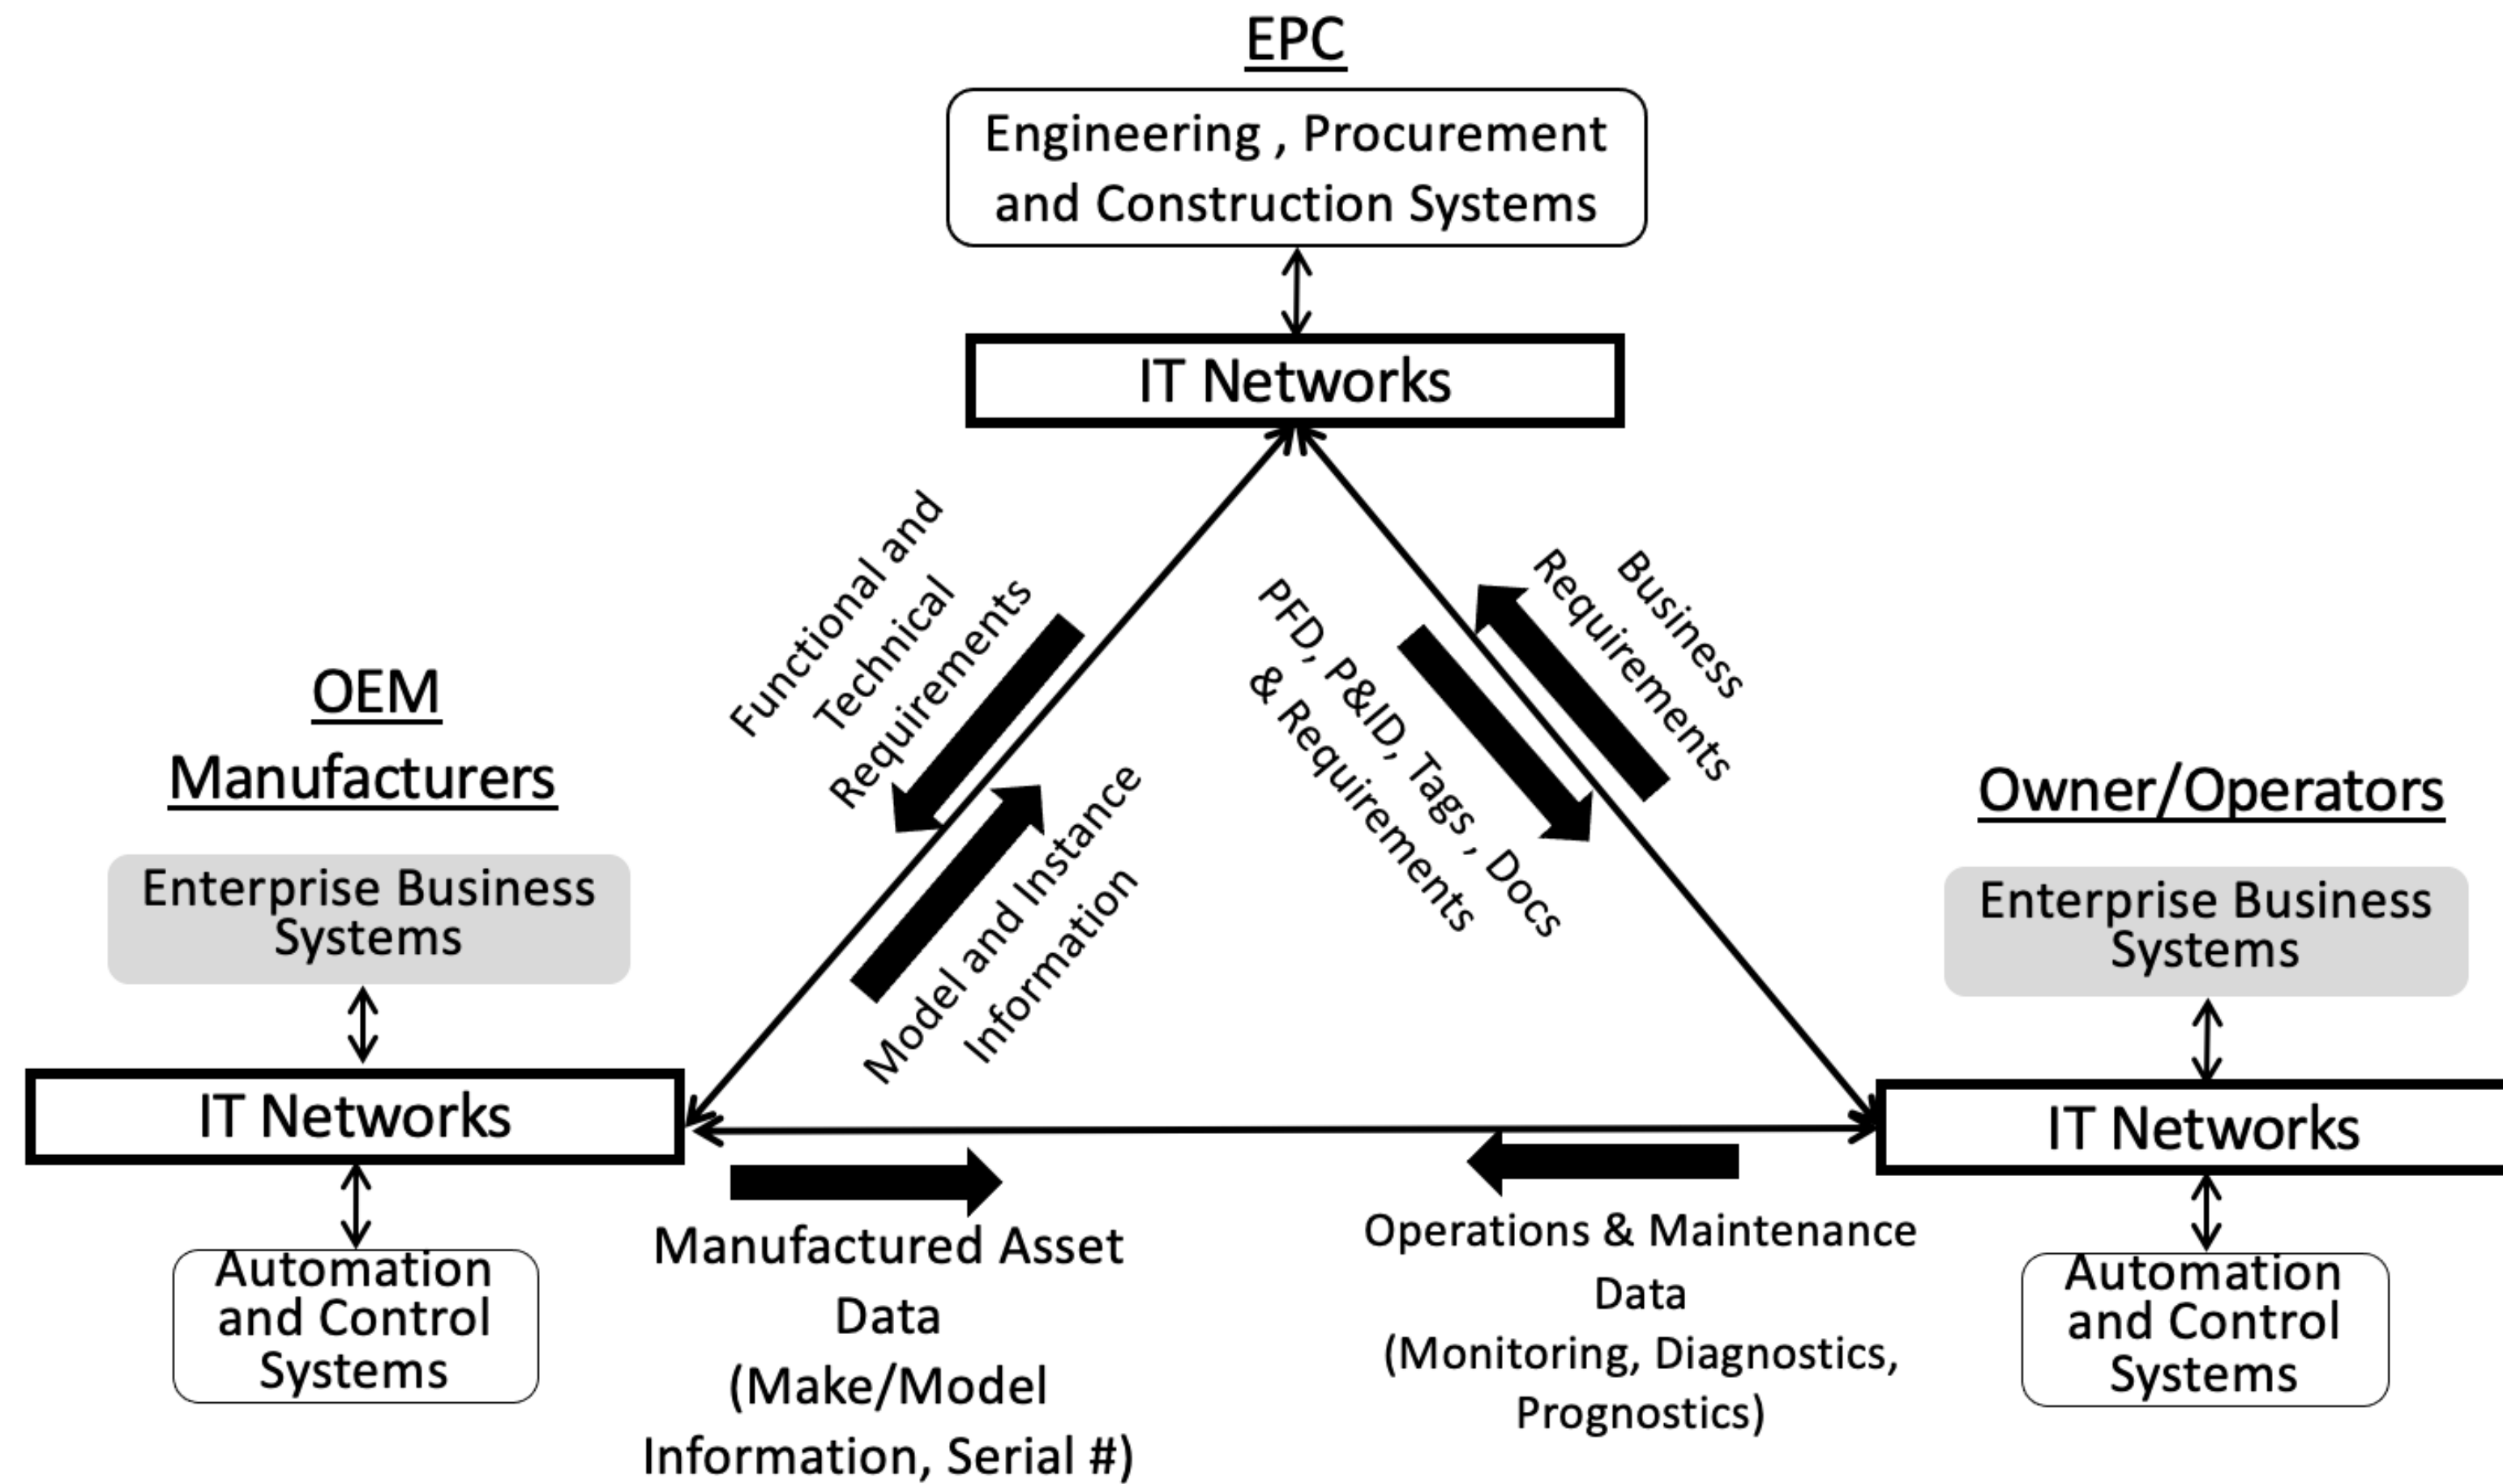 EPC
Engineering , Procurement
and Construction Systems
IT Networks
Functional and
Technical
Requirements
Model and Instance
Information
Business
Requirements
PFD, P&ID, Tags , Docs
& Requirements
OEM
Manufacturers
Enterprise Business
Systems
IT Networks
Automation
and Control
Systems
Owner/Operators
Enterprise Business
Systems
IT Networks
Automation
and Control
Systems
Manufactured Asset
Data
(Make/Model
Information, Serial #)
Operations & Maintenance
Data
(Monitoring, Diagnostics,
Prognostics)